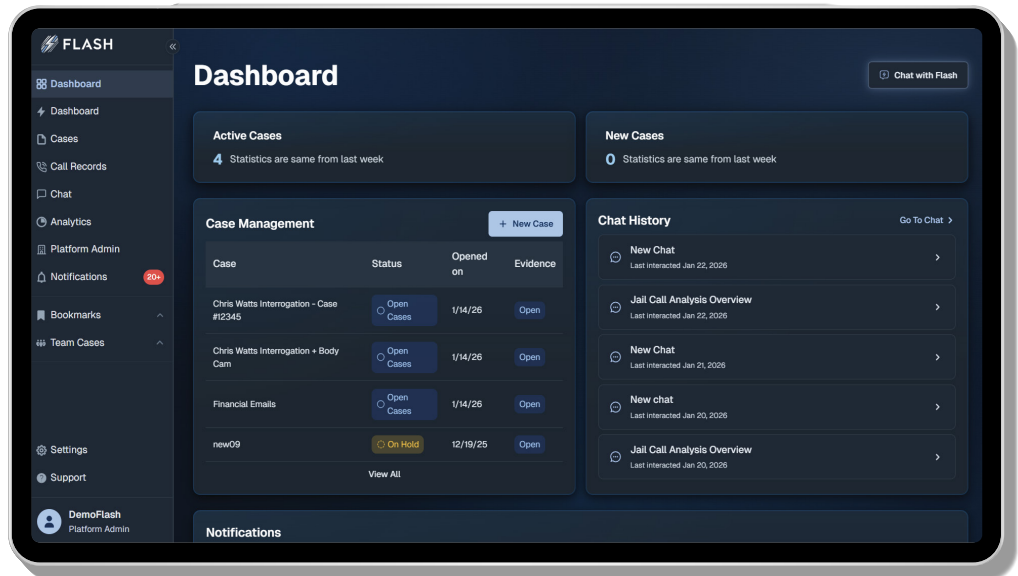 FLASH
«
Dashboard
Dashboard
Cases
Call Records
Chat
Analytics
Platform Admin
Notifications 20+
Bookmarks
Team Cases
Settings
Support
DemoFlash
Platform Admin
Dashboard
Chat with Flash
Active Cases
4 Statistics are same from last week
New Cases
0 Statistics are same from last week
Case Management
+ New Case
Case Status Opened on Evidence
Chris Watts Interrogation - Case
#12345
Open
Cases
1/14/26
Open
Chris Watts Interrogation + Body
Cam
Open
Cases
1/14/26
Open
Financial Emails
Open
Cases
1/14/26
Open
new09
On Hold
12/19/25
Open
View All
Chat History
Go To Chat
New Chat
Last interacted Jan 22, 2026
Jail Call Analysis Overview
Last interacted Jan 22, 2026
New Chat
Last interacted Jan 21, 2026
New chat
Last interacted Jan 20, 2026
Jail Call Analysis Overview
Last interacted Jan 20, 2026
Notifications